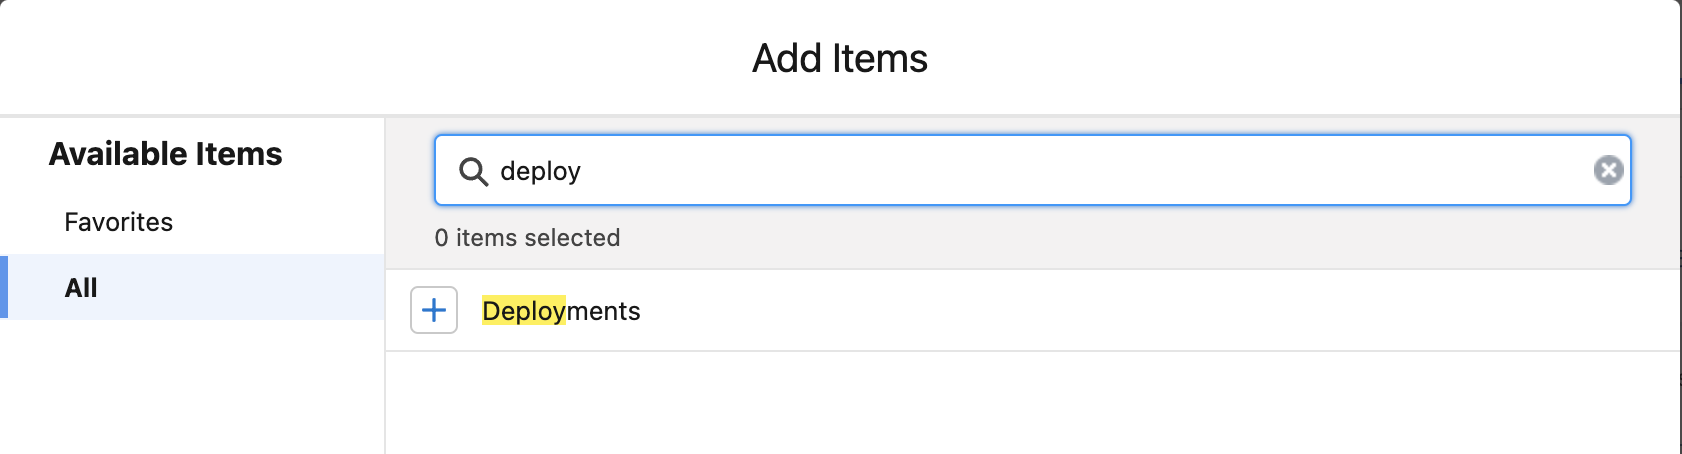 Add Items
Available Items
Favorites
All
deploy
0 items selected
Deployments